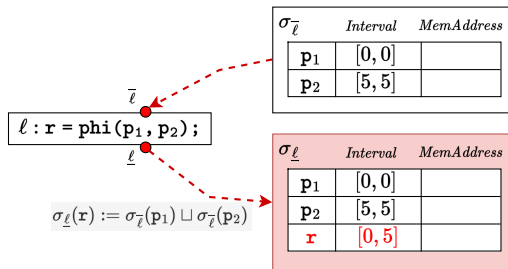 σ_ℓ̅ Interval MemAddress
p₁ [0, 0]
p₂ [5, 5]
ℓ̅
ℓ : r = phi(p₁, p₂);
ℓ̲
σ_ℓ̲(r) := σ_ℓ̅(p₁) ⊔ σ_ℓ̅(p₂)
σ_ℓ̲ Interval MemAddress
p₁ [0, 0]
p₂ [5, 5]
r [0, 5]